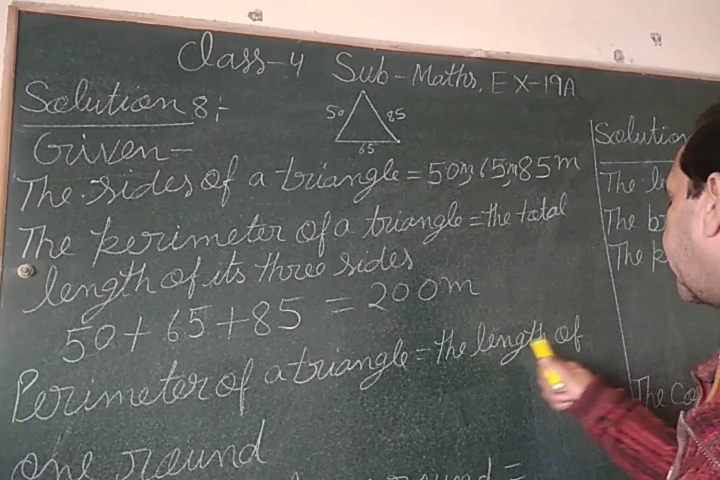 Class-4 Sub-Maths, EX-19A
Solution 8:-
50 85
65
Given-
The sides of a triangle = 50m, 65m, 85m
The perimeter of a triangle = the total
length of its three sides
50+65+85 = 200m
Perimeter of a triangle = the length of
one round
round =
Solution
The
The
The
The